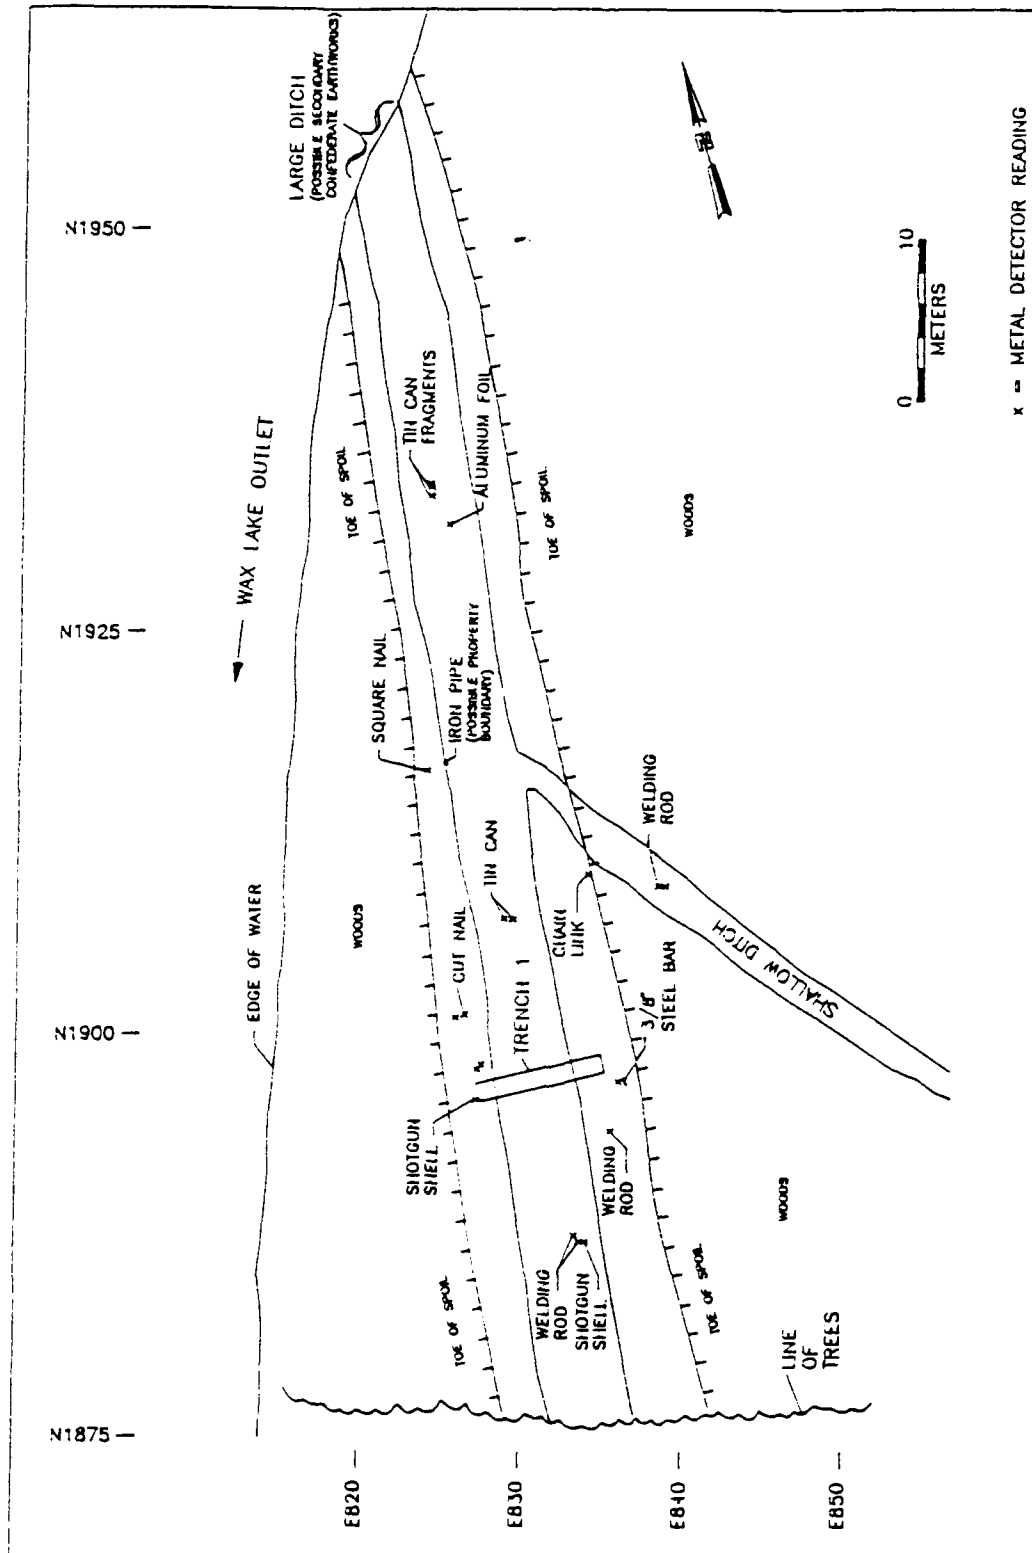 LARGE DITCH
(POSSIBLE SECONDARY
CONFEDERATE EARTHWORKS)
N1950
N1925
N1900
N1875
WAX LAKE OUTLET
EDGE OF WATER
TOE OF SPOIL
TIN CAN
FRAGMENTS
ALUMINUM FOIL
TOE OF SPOIL
WOODS
SQUARE NAIL
IRON PIPE
(POSSIBLE PROPERTY
BOUNDARY)
WOODS
CUT NAIL
TIN CAN
TRENCH 1
CHAIN
LINK
WELDING
ROD
SHALLOW DITCH
3/8"
STEEL BAR
SHOTGUN
SHELL
WELDING
ROD
WOODS
TOE OF SPOIL
WELDING
ROD
SHOTGUN
SHELL
TOE OF SPOIL
LINE
OF
TREES
E820
E830
E840
E850
0
10
METERS
x = METAL DETECTOR READING